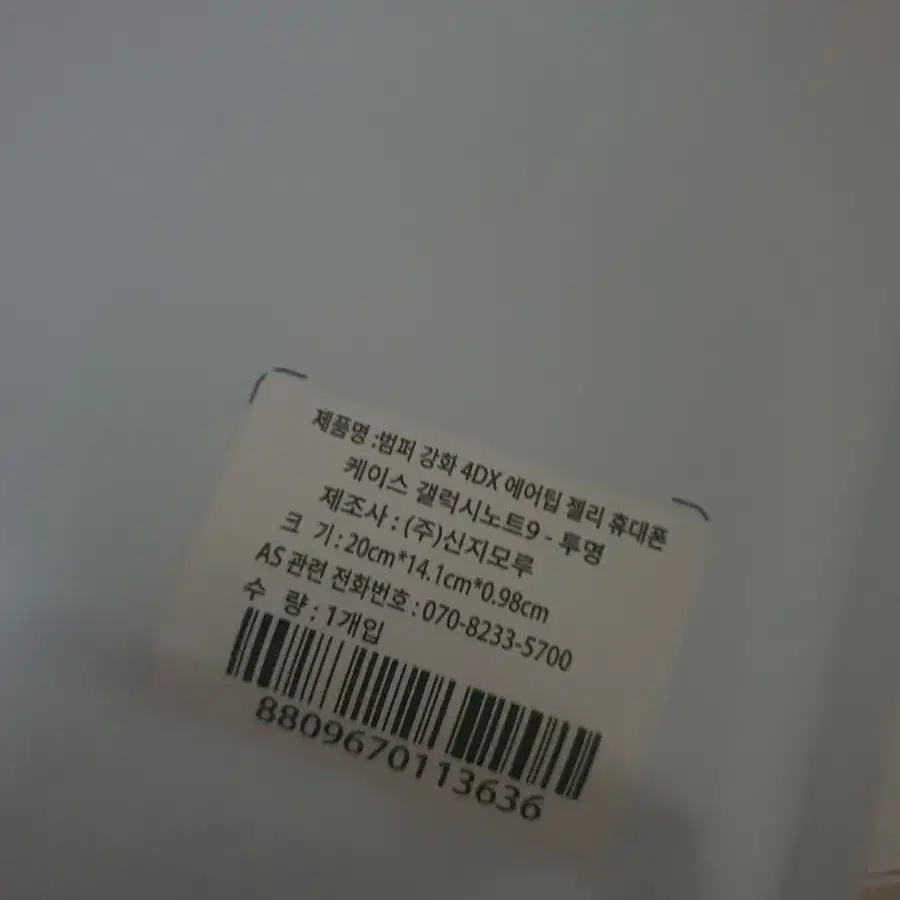 제품명 :범퍼 강화 4DX 에어팁 젤리 휴대폰
케이스 갤럭시노트9 - 투명
제조사 : (주)신지모루
크 기 : 20cm*14.1cm*0.98cm
AS 관련 전화번호 : 070-8233-5700
수 량 : 1개입
8809670113636